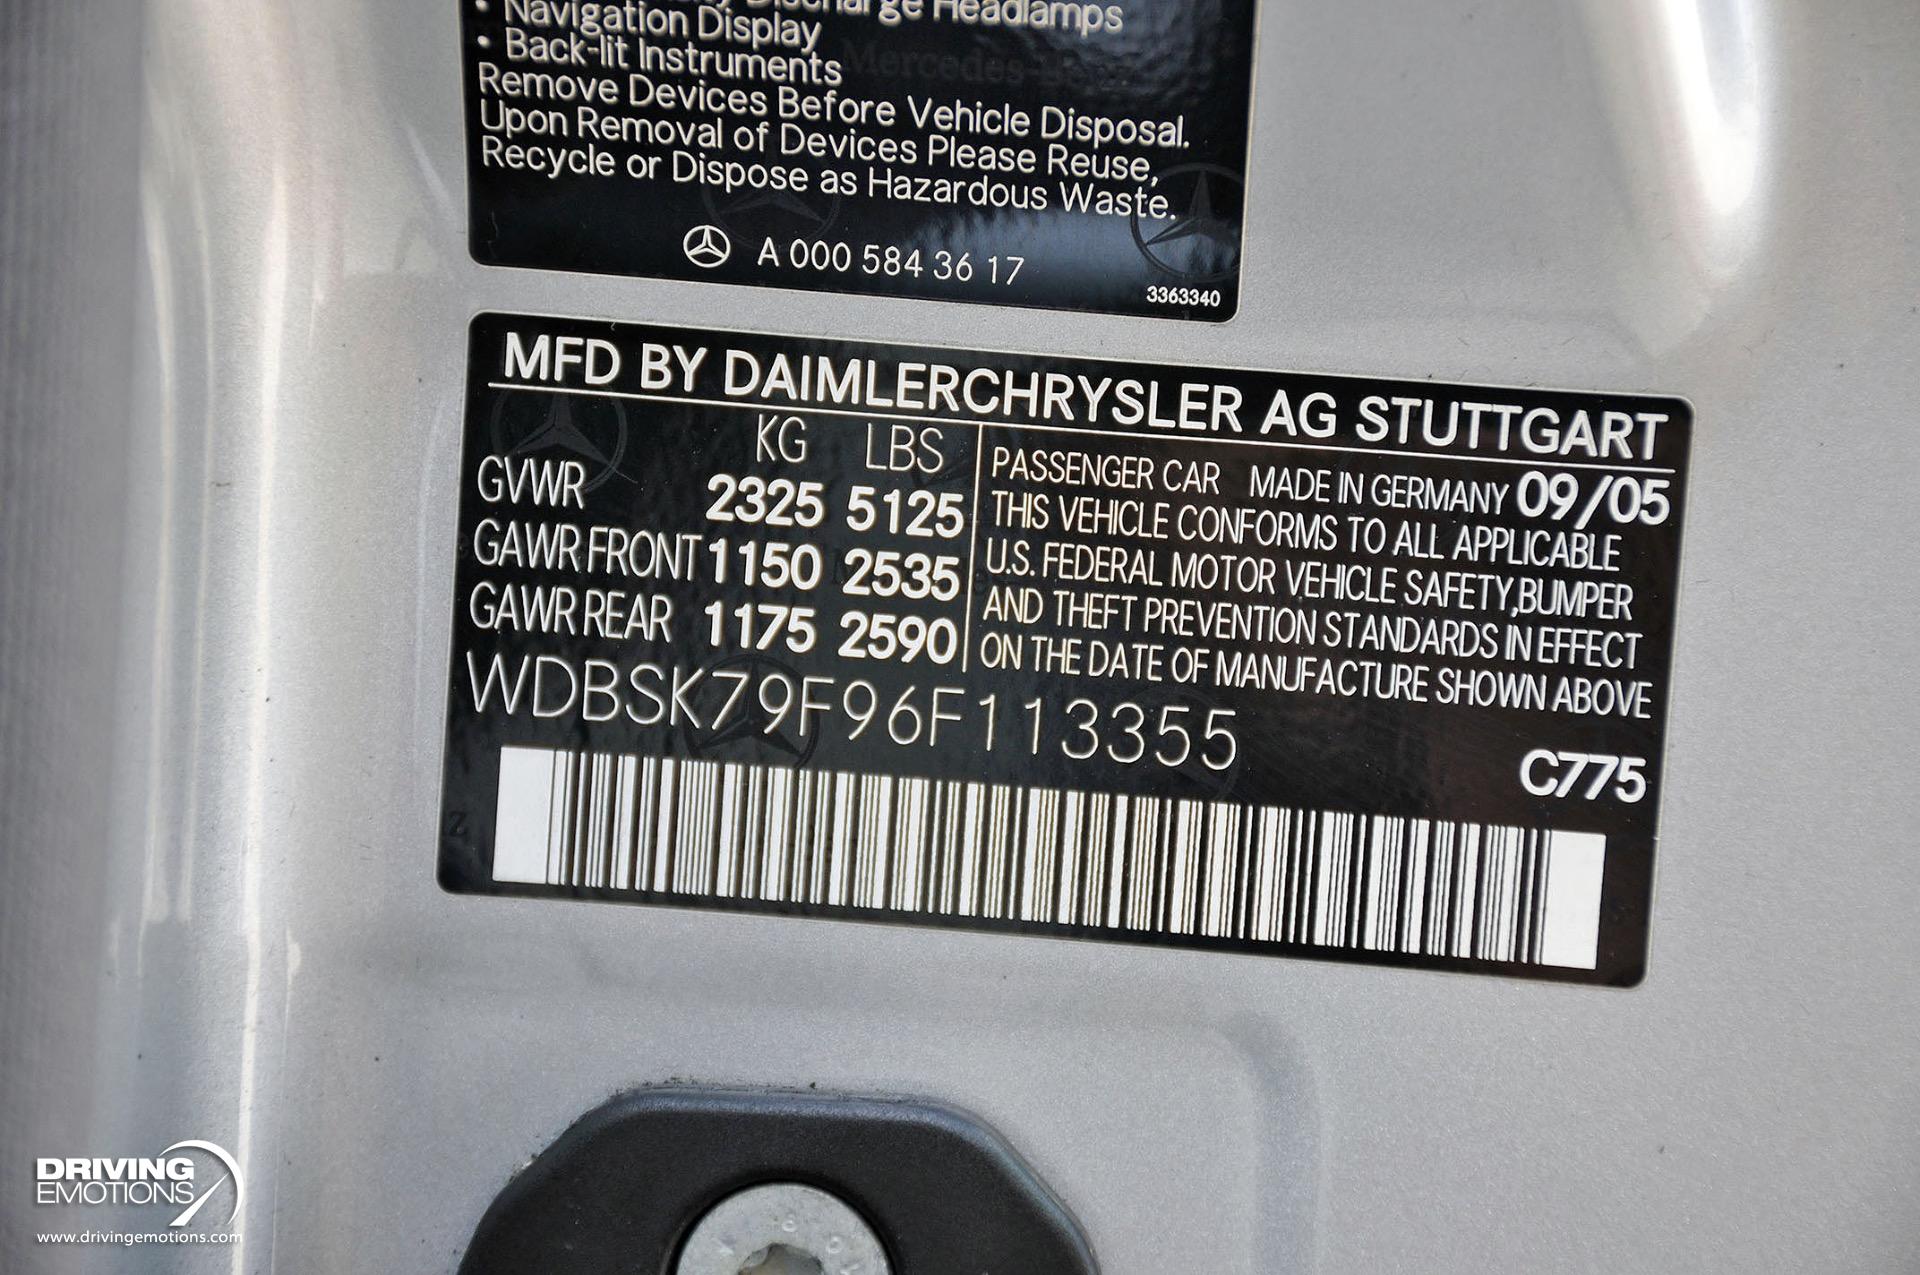 Discharge Headlamps
• Navigation Display
• Back-lit Instruments
Remove Devices Before Vehicle Disposal.
Upon Removal of Devices Please Reuse,
Recycle or Dispose as Hazardous Waste.
A 000 584 36 17
3363340
MFD BY DAIMLERCHRYSLER AG STUTTGART
KG LBS
GVWR 2325 5125
GAWR FRONT 1150 2535
GAWR REAR 1175 2590
PASSENGER CAR MADE IN GERMANY 09/05
THIS VEHICLE CONFORMS TO ALL APPLICABLE
U.S. FEDERAL MOTOR VEHICLE SAFETY,BUMPER
AND THEFT PREVENTION STANDARDS IN EFFECT
ON THE DATE OF MANUFACTURE SHOWN ABOVE
WDBSK79F96F113355
C775
Z
DRIVING
EMOTIONS
www.drivingemotions.com